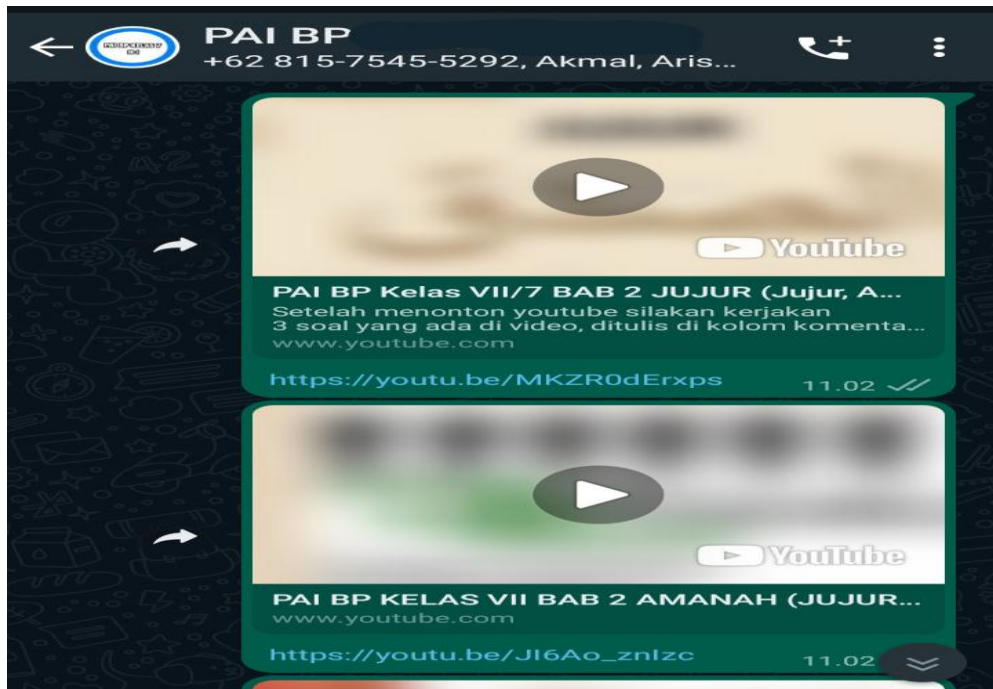 PAI BP
+62 815-7545-5292, Akmal, Aris...
YouTube
PAI BP Kelas VII/7 BAB 2 JUJUR (Jujur, A...
Setelah menonton youtube silakan kerjakan
3 soal yang ada di video, ditulis di kolom komenta...
www.youtube.com
https://youtu.be/MKZR0dErxps
11.02
YouTube
PAI BP KELAS VII BAB 2 AMANAH (JUJUR...
www.youtube.com
https://youtu.be/JI6Ao_znIzc
11.02